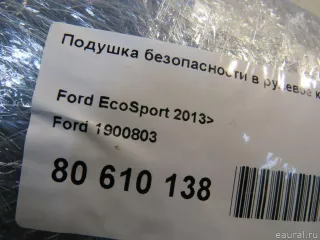 Подушка безопасности в рулевое к
Ford EcoSport 2013>
Ford 1900803
80 610 138
eaural.ru